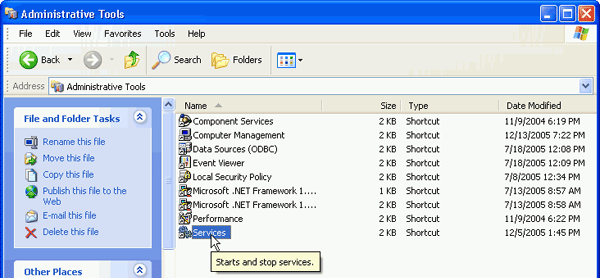 Administrative Tools
File Edit View Favorites Tools Help
Back Search Folders
Address Administrative Tools
File and Folder Tasks
Rename this file
Move this file
Copy this file
Publish this file to the
Web
E-mail this file
Delete this file
Other Places
Name Size Type Date Modified
Component Services 2 KB Shortcut 11/9/2004 6:19 PM
Computer Management 2 KB Shortcut 12/13/2005 7:22 PM
Data Sources (ODBC) 2 KB Shortcut 7/18/2005 12:08 PM
Event Viewer 2 KB Shortcut 7/18/2005 12:09 PM
Local Security Policy 2 KB Shortcut 7/8/2005 12:34 PM
Microsoft .NET Framework 1.... 1 KB Shortcut 7/13/2005 8:57 AM
Microsoft .NET Framework 1.... 2 KB Shortcut 7/13/2005 8:58 AM
Performance 2 KB Shortcut 11/9/2004 6:22 PM
Services 2 KB Shortcut 12/5/2005 1:45 PM
Starts and stop services.